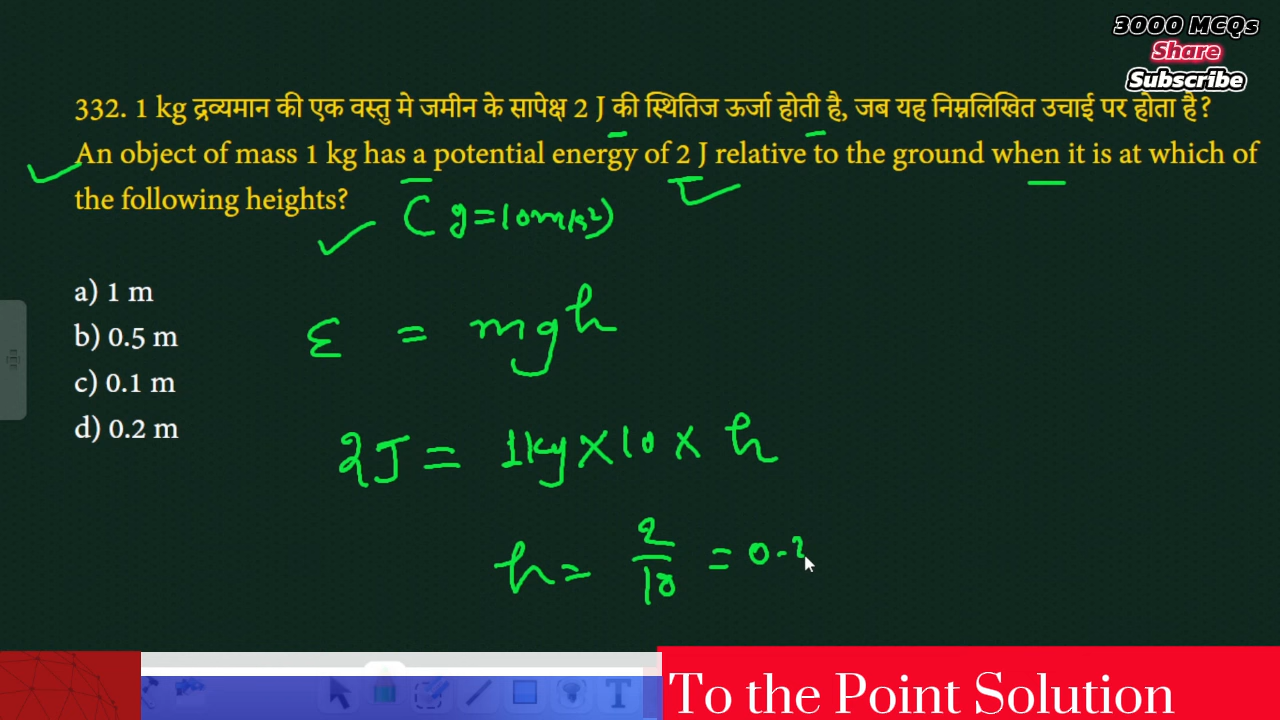 3000 MCQs
Share
Subscribe
332. 1 kg द्रव्यमान की एक वस्तु मे जमीन के सापेक्ष 2 J की स्थितिज ऊर्जा होती है, जब यह निम्नलिखित उचाई पर होता है?
An object of mass 1 kg has a potential energy of 2 J relative to the ground when it is at which of
the following heights?
(g=10m/s²)
a) 1 m
b) 0.5 m
c) 0.1 m
d) 0.2 m
ε = mgh
2J = 1kg × 10 × h
h = 2/10 = 0.2
To the Point Solution